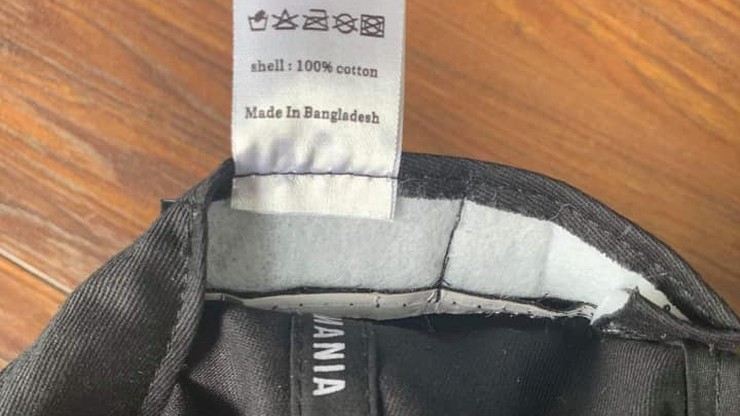 shell : 100% cotton
Made In Bangladesh
MANIA